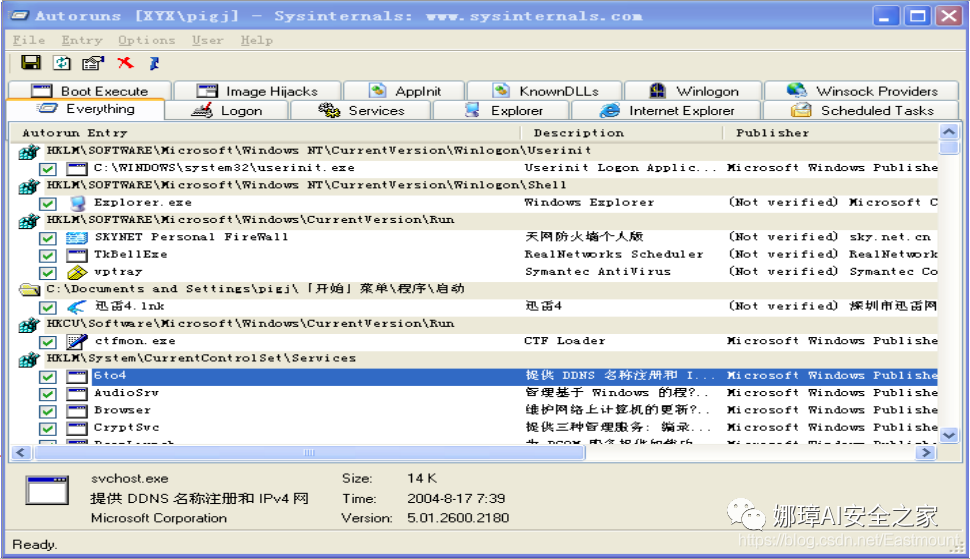 Autoruns [XYX\pigj] - Sysinternals: www.sysinternals.com
File Entry Options User Help
Boot Execute Image Hijacks AppInit KnownDLLs Winlogon Winsock Providers
Everything Logon Services Explorer Internet Explorer Scheduled Tasks
Autorun Entry Description Publisher
HKLM\SOFTWARE\Microsoft\Windows NT\CurrentVersion\Winlogon\Userinit
C:\WINDOWS\system32\userinit.exe Userinit Logon Applic... Microsoft Windows Publishe
HKLM\SOFTWARE\Microsoft\Windows NT\CurrentVersion\Winlogon\Shell
Explorer.exe Windows Explorer (Not verified) Microsoft C
HKLM\SOFTWARE\Microsoft\Windows\CurrentVersion\Run
SKYNET Personal FireWall 天网防火墙个人版 (Not verified) sky.net.cn
TkBellExe RealNetworks Scheduler (Not verified) RealNetwork
vptray Symantec AntiVirus (Not verified) Symantec Co
C:\Documents and Settings\pigj\「开始」菜单\程序\启动
迅雷4.lnk 迅雷4 (Not verified) 深圳市迅雷网
HKCU\Software\Microsoft\Windows\CurrentVersion\Run
ctfmon.exe CTF Loader Microsoft Windows Publishe
HKLM\System\CurrentControlSet\Services
6to4 提供 DDNS 名称注册和 I... Microsoft Windows Publishe
AudioSrv 管理基于 Windows 的程?.. Microsoft Windows Publishe
Browser 维护网络上计算机的更新?.. Microsoft Windows Publishe
CryptSvc 提供三种管理服务: 编录... Microsoft Windows Publishe
svchost.exe Size: 14 K
提供 DDNS 名称注册和 IPv4 网 Time: 2004-8-17 7:39
Microsoft Corporation Version: 5.01.2600.2180
娜璋AI安全之家
https://blog.csdn.net/Eastmount
Ready.